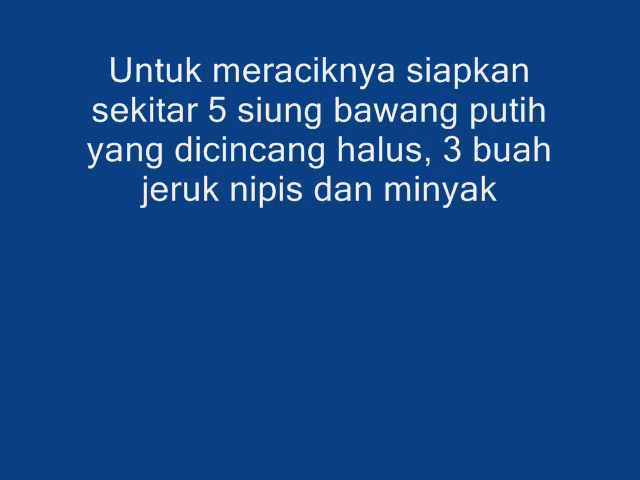 Untuk meraciknya siapkan
sekitar 5 siung bawang putih
yang dicincang halus, 3 buah
jeruk nipis dan minyak